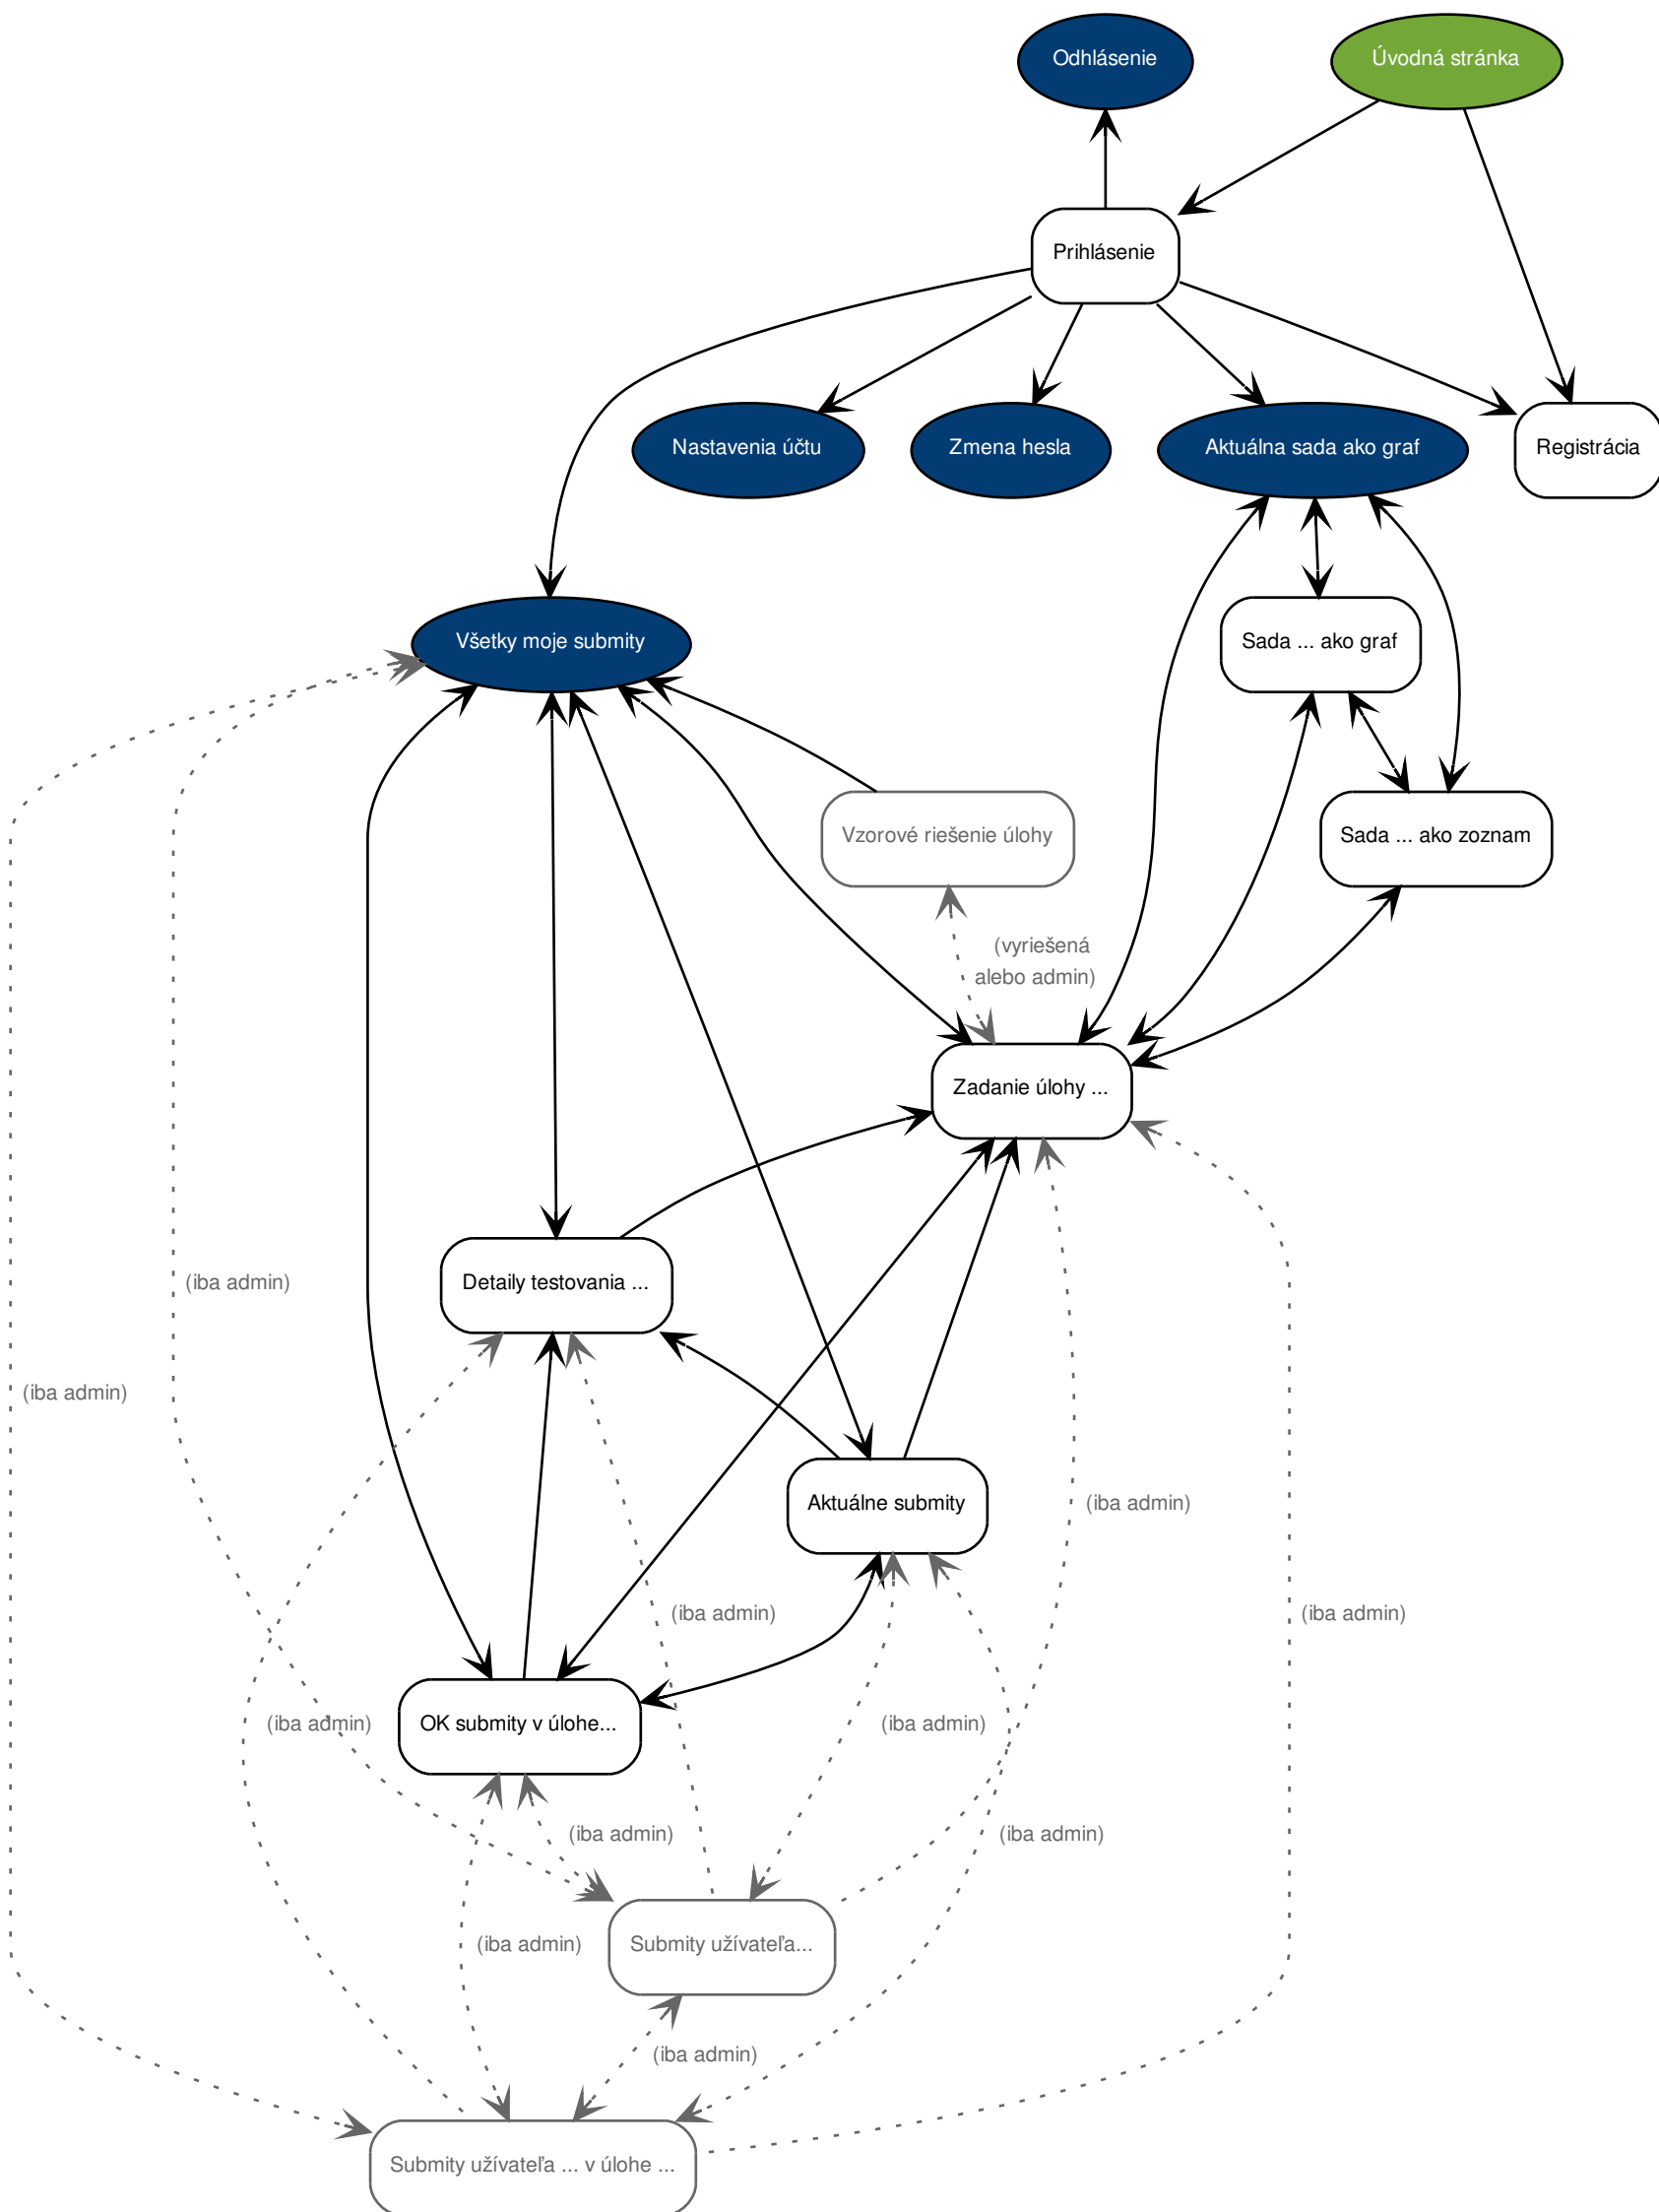 Odhlásenie
Úvodná stránka
Prihlásenie
Nastavenia účtu
Zmena hesla
Aktuálna sada ako graf
Registrácia
Všetky moje submity
Sada ... ako graf
Vzorové riešenie úlohy
Sada ... ako zoznam
(vyriešená
alebo admin)
Zadanie úlohy ...
Detaily testovania ...
(iba admin)
(iba admin)
Aktuálne submity
(iba admin)
(iba admin)
(iba admin)
(iba admin)
OK submity v úlohe...
(iba admin)
(iba admin)
(iba admin)
(iba admin)
Submity užívateľa...
(iba admin)
Submity užívateľa ... v úlohe ...